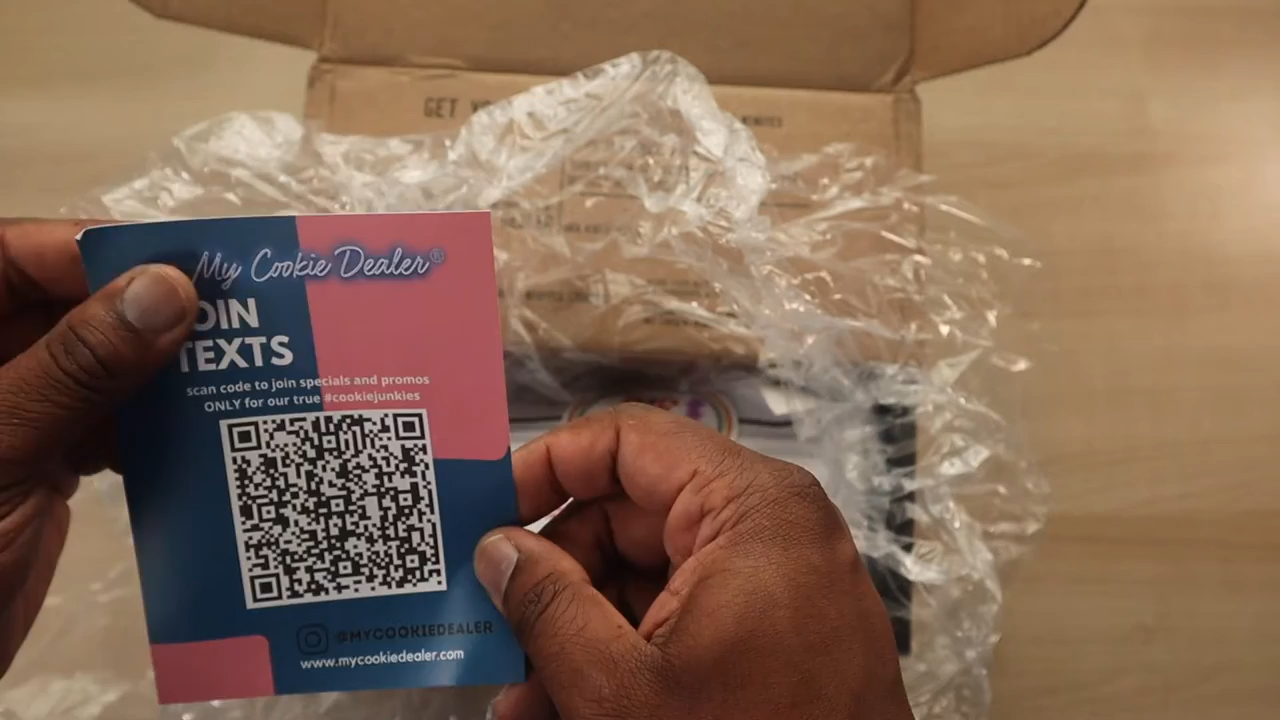 GET
MINUTES
My Cookie Dealer®
OIN
TEXTS
scan code to join specials and promos
ONLY for our true #cookiejunkies
@MYCOOKIEDEALER
www.mycookiedealer.com